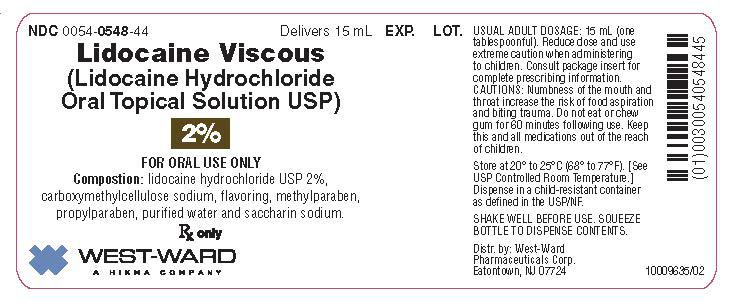 NDC 0054-0548-44 Delivers 15 mL EXP. LOT.
Lidocaine Viscous
(Lidocaine Hydrochloride
Oral Topical Solution USP)
2%
FOR ORAL USE ONLY
Compostion: lidocaine hydrochloride USP 2%,
carboxymethylcellulose sodium, flavoring, methylparaben,
propylparaben, purified water and saccharin sodium.
Rx only
WEST-WARD
A HIKMA COMPANY
USUAL ADULT DOSAGE: 15 mL (one
tablespoonful). Reduce dose and use
extreme caution when administering
to children. Consult package insert for
complete prescribing information.
CAUTIONS: Numbness of the mouth and
throat increase the risk of food aspiration
and biting trauma. Do not eat or chew
gum for 60 minutes following use. Keep
this and all medications out of the reach
of children.
Store at 20° to 25°C (68° to 77°F). [See
USP Controlled Room Temperature.]
Dispense in a child-resistant container
as defined in the USP/NF.
SHAKE WELL BEFORE USE. SQUEEZE
BOTTLE TO DISPENSE CONTENTS.
Distr. by: West-Ward
Pharmaceuticals Corp.
Eatontown, NJ 07724
10009635/02
(01)00300540548445